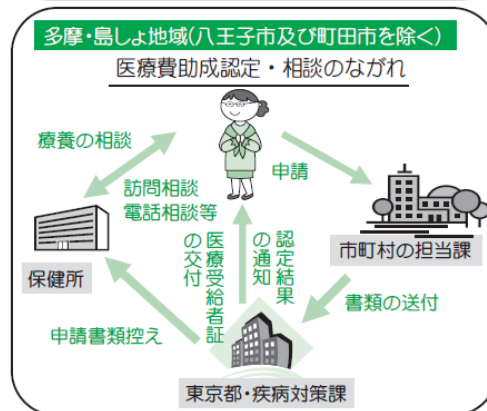 多摩・島しょ地域(八王子市及び町田市を除く)
医療費助成認定・相談のながれ
療養の相談
訪問相談
電話相談等
申請
保健所
市町村の担当課
医療受給者証
の交付
認定結果
の通知
書類の送付
申請書類控え
東京都・疾病対策課